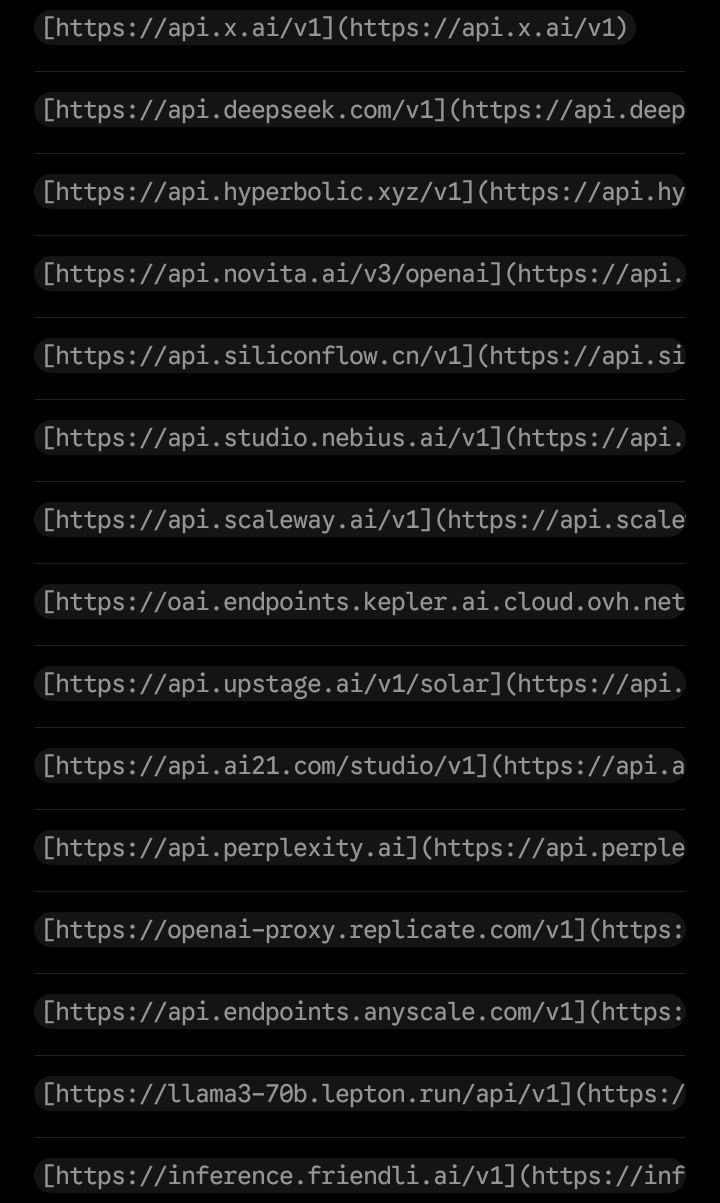 [https://api.x.ai/v1](https://api.x.ai/v1)
[https://api.deepseek.com/v1](https://api.deep
[https://api.hyperbolic.xyz/v1](https://api.hy
[https://api.novita.ai/v3/openai](https://api.
[https://api.siliconflow.cn/v1](https://api.si
[https://api.studio.nebius.ai/v1](https://api.
[https://api.scaleway.ai/v1](https://api.scale
[https://oai.endpoints.kepler.ai.cloud.ovh.net
[https://api.upstage.ai/v1/solar](https://api.
[https://api.ai21.com/studio/v1](https://api.a
[https://api.perplexity.ai](https://api.perple
[https://openai-proxy.replicate.com/v1](https:
[https://api.endpoints.anyscale.com/v1](https:
[https://llama3-70b.lepton.run/api/v1](https:/
[https://inference.friendli.ai/v1](https://inf